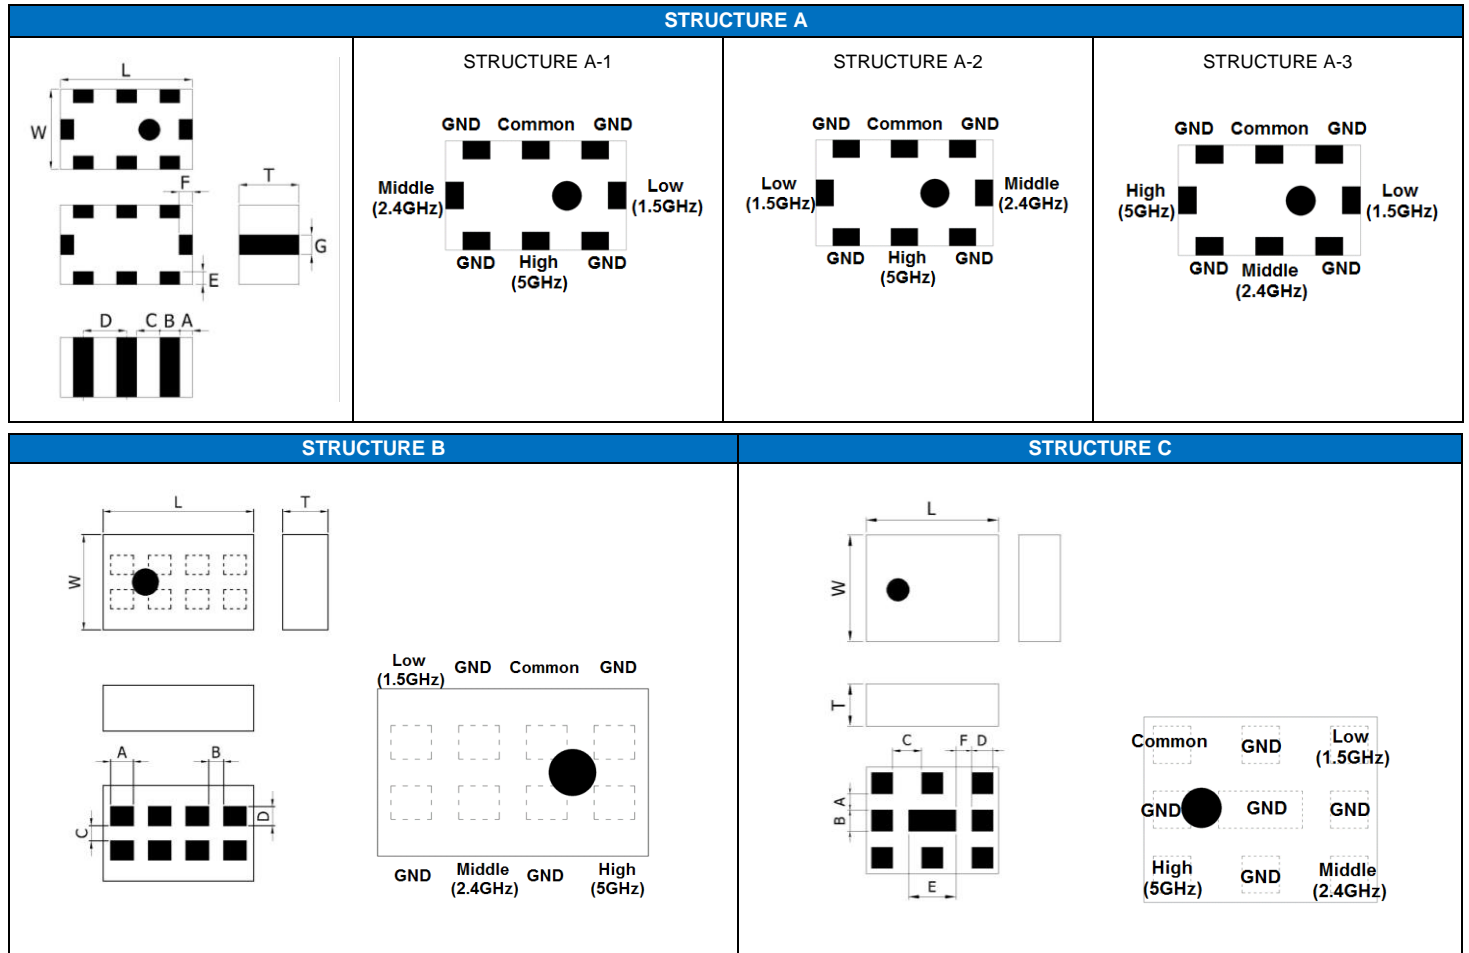 STRUCTURE A
L
W
F
T
G
E
D C B A
STRUCTURE A-1
GND Common GND
Middle
(2.4GHz)
Low
(1.5GHz)
GND High GND
(5GHz)
STRUCTURE A-2
GND Common GND
Low
(1.5GHz)
Middle
(2.4GHz)
GND High GND
(5GHz)
STRUCTURE A-3
GND Common GND
High
(5GHz)
Low
(1.5GHz)
GND Middle GND
(2.4GHz)
STRUCTURE B
L T
W
A B
C D
Low
(1.5GHz)
GND Common GND
GND
Middle
(2.4GHz)
GND
High
(5GHz)
STRUCTURE C
L
W
T
C F D
A
B
E
Common GND
Low
(1.5GHz)
GND GND GND
High
(5GHz)
GND
Middle
(2.4GHz)